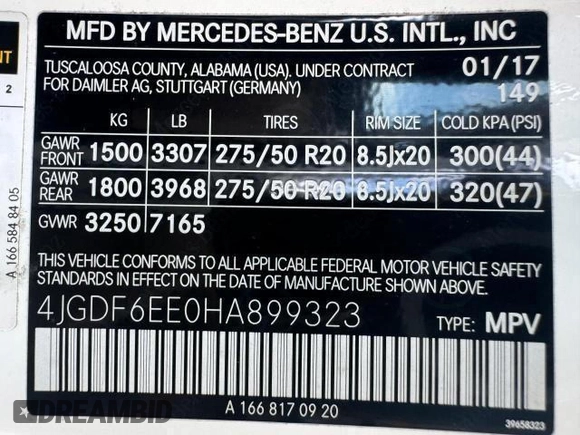 MFD BY MERCEDES-BENZ U.S. INTL., INC
TUSCALOOSA COUNTY, ALABAMA (USA). UNDER CONTRACT 01/17
FOR DAIMLER AG, STUTTGART (GERMANY) 149
KG LB TIRES RIM SIZE COLD KPA(PSI)
GAWR FRONT 1500 3307 275/50 R20 8.5Jx20 300(44)
GAWR REAR 1800 3968 275/50 R20 8.5Jx20 320(47)
GVWR 3250 7165
THIS VEHICLE CONFORMS TO ALL APPLICABLE FEDERAL MOTOR VEHICLE SAFETY
STANDARDS IN EFFECT ON THE DATE OF MANUFACTURE SHOWN ABOVE.
4JGDF6EE0HA899323 TYPE: MPV
A 166 817 09 20
39658323
A 166 584 84 05
NT
2
DREAMBID